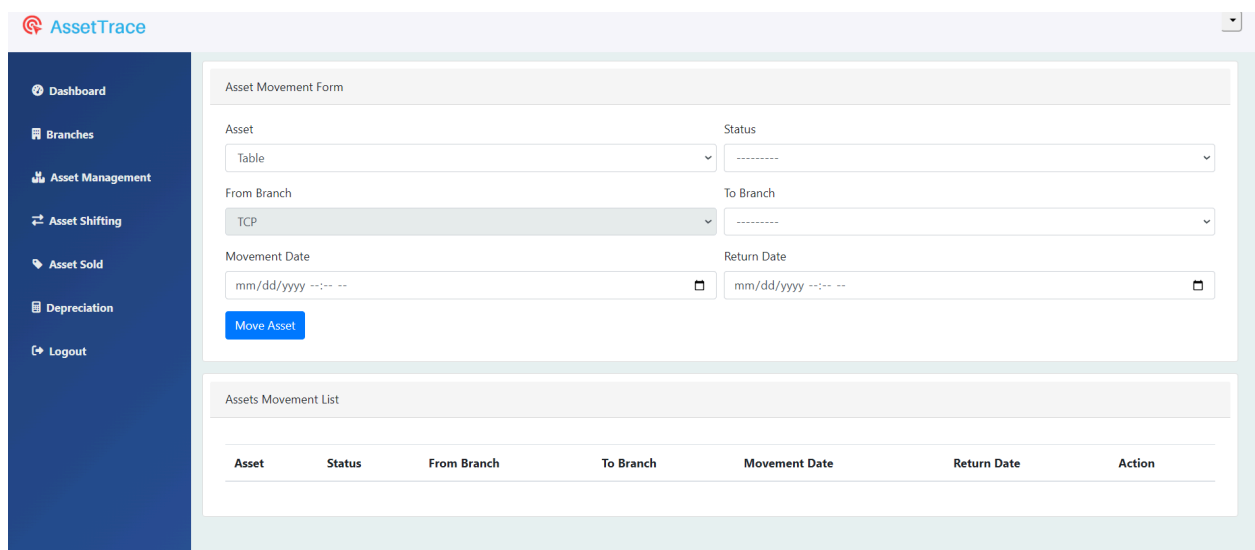 AssetTrace
Dashboard
Branches
Asset Management
Asset Shifting
Asset Sold
Depreciation
Logout
Asset Movement Form
Asset Status
Table ---------
From Branch To Branch
TCP ---------
Movement Date Return Date
mm/dd/yyyy --:-- -- mm/dd/yyyy --:-- --
Move Asset
Assets Movement List
Asset Status From Branch To Branch Movement Date Return Date Action